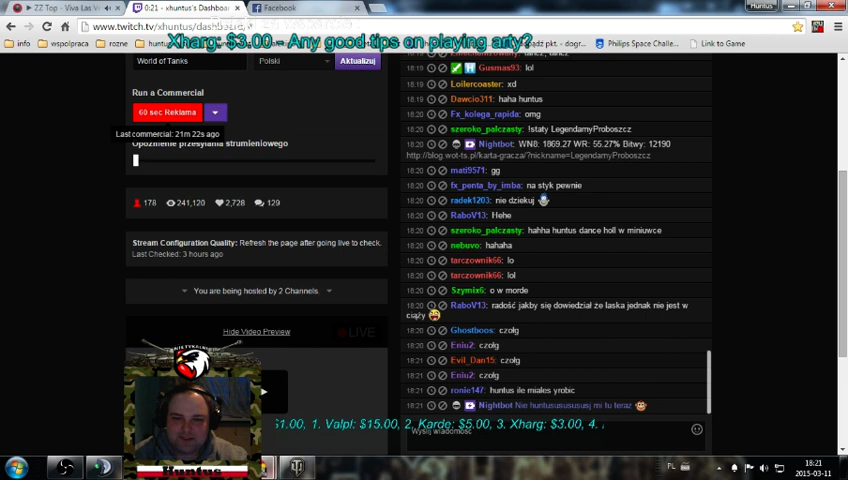 ZZ Top - Viva Las V
0:21 - xhuntus's Dashboa
Facebook
Huntus
www.twitch.tv/xhuntus/dashboard
info
wspolpraca
rozne
Philips Space Challe...
Link to Game
Xharg: $3.00 - Any good tips on playing arty?
World of Tanks
Polski
Aktualizuj
Run a Commercial
60 sec Reklama
Last commercial: 21m 22s ago
Opóźnienie przesyłania strumieniowego
178
241,120
2,728
129
Stream Configuration Quality: Refresh the page after going live to check.
Last Checked: 3 hours ago
You are being hosted by 2 Channels.
Hide Video Preview
LIVE
Huntus
18:19 Gusmas93: lol
18:19 Loilercoaster: xd
18:19 Dawcio311: haha huntus
18:20 Fx_kolega_rapida: omg
18:20 szeroko_palczasty: !staty LegendarnyProboszcz
18:20 Nightbot: WN8: 1869.27 WR: 55.27% Bitwy: 12190
http://blog.wot-ts.pl/karta-gracza/?nickname=LegendarnyProboszcz
18:20 mati9571: gg
18:20 fx_penta_by_imba: na styk pewnie
18:20 radek1203: nie dziekuj
18:20 RaboV13: Hehe
18:20 szeroko_palczasty: hahha huntus dance holl w miniuwce
18:20 nebuvo: hahaha
18:20 tarczownik66: lo
18:20 tarczownik66: lol
18:20 Szymix6: o w morde
18:20 RaboV13: radość jakby się dowiedział że laska jednak nie jest w
ciąży
18:20 Ghostboos: czołg
18:20 Eniu2: czołg
18:21 Evil_Dan15: czołg
18:21 Eniu2: czołg
18:21 ronie147: huntus ile miales yrobic
18:21 Nightbot Nie huntusususususj mi tu teraz
$1.00, 1. Valpl: $15.00, 2. Karde: $5.00, 3. Xharg: $3.00, 4.
Wyślij wiadomość
PL
18:21
2015-03-11